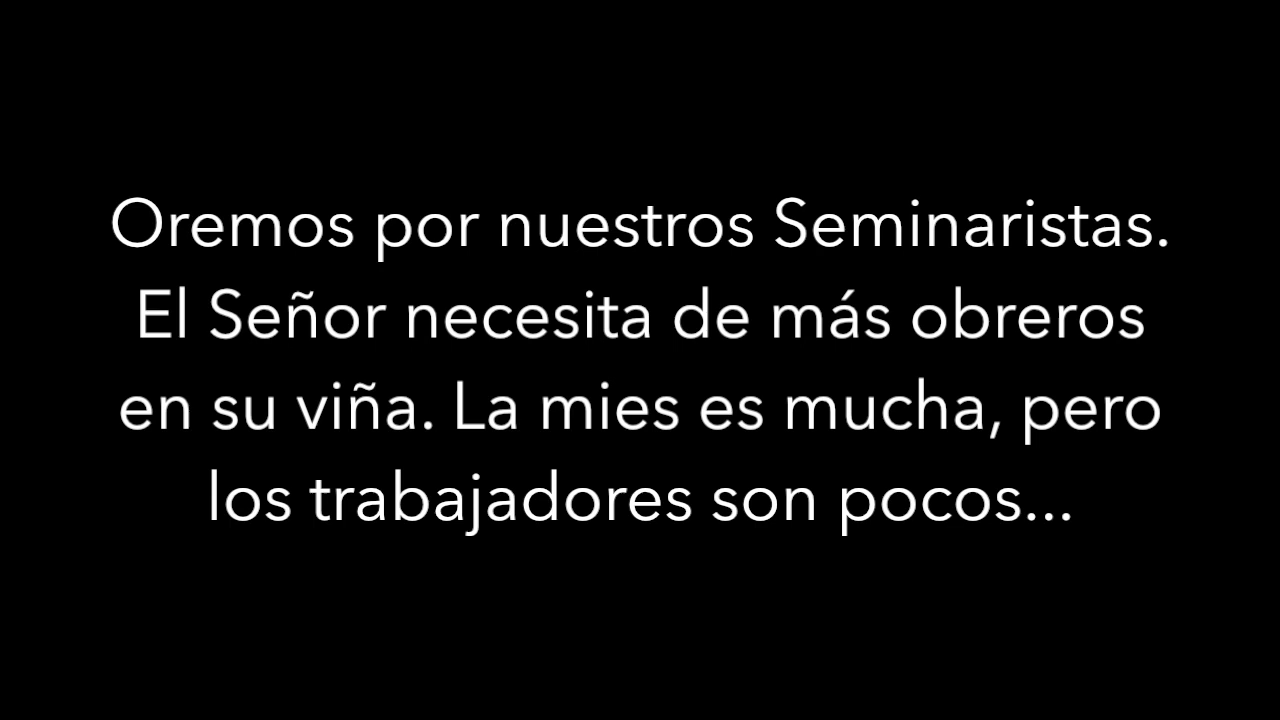 Oremos por nuestros Seminaristas.
El Señor necesita de más obreros
en su viña. La mies es mucha, pero
los trabajadores son pocos...